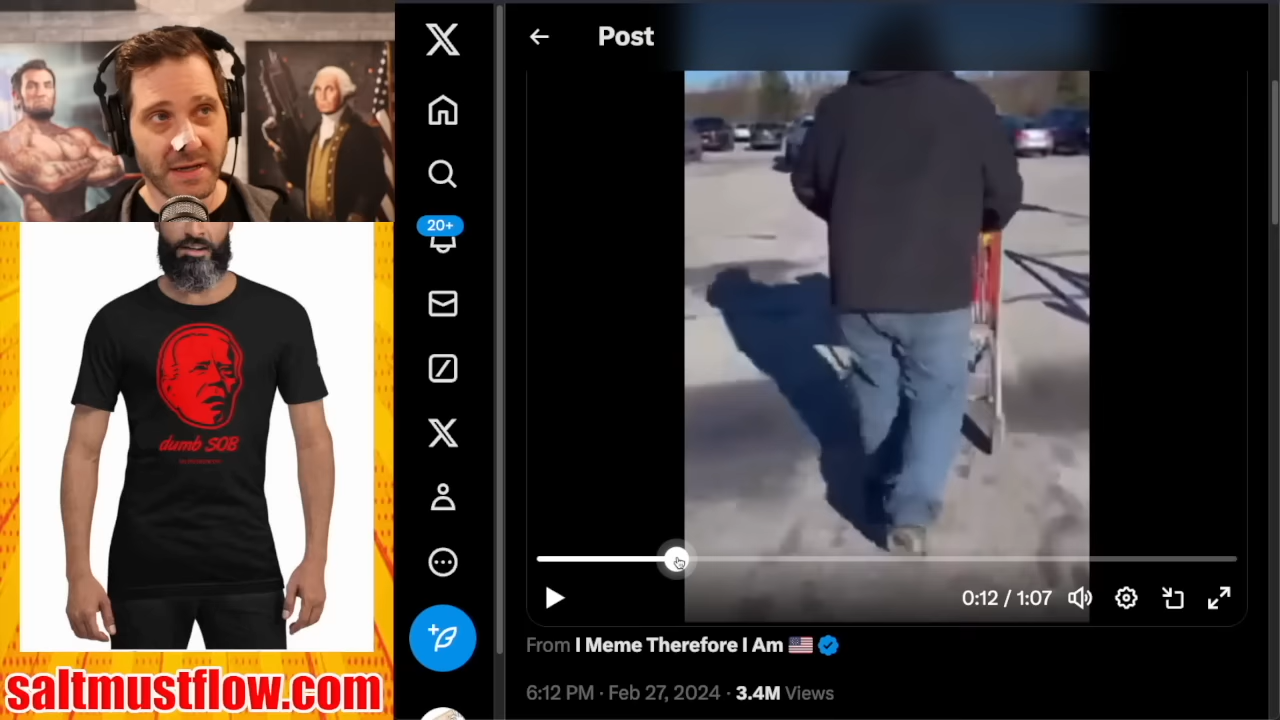 Post
20+
dumb SOB
0:12 / 1:07
From I Meme Therefore I Am 🇺🇸
6:12 PM · Feb 27, 2024 · 3.4M Views
saltmustflow.com